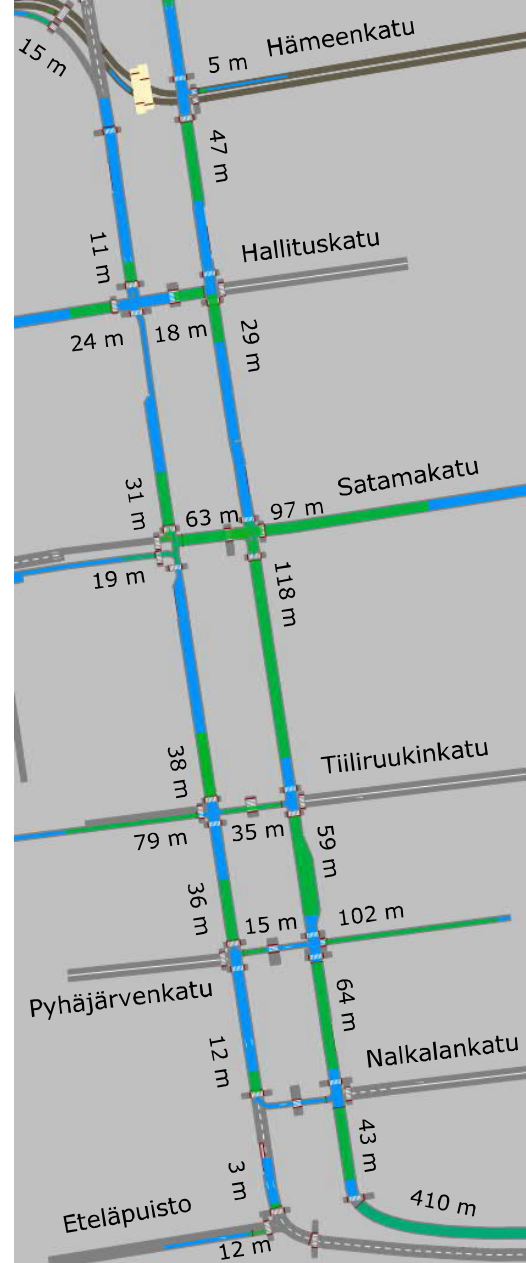 Hämeenkatu
5 m
15 m
47 m
11 m
Hallituskatu
24 m
18 m
29 m
31 m
63 m
97 m
Satamakatu
19 m
118 m
38 m
Tiiliruukinkatu
79 m
35 m
59 m
36 m
15 m
102 m
Pyhäjärvenkatu
64 m
12 m
Nalkalankatu
43 m
3 m
Eteläpuisto
12 m
410 m